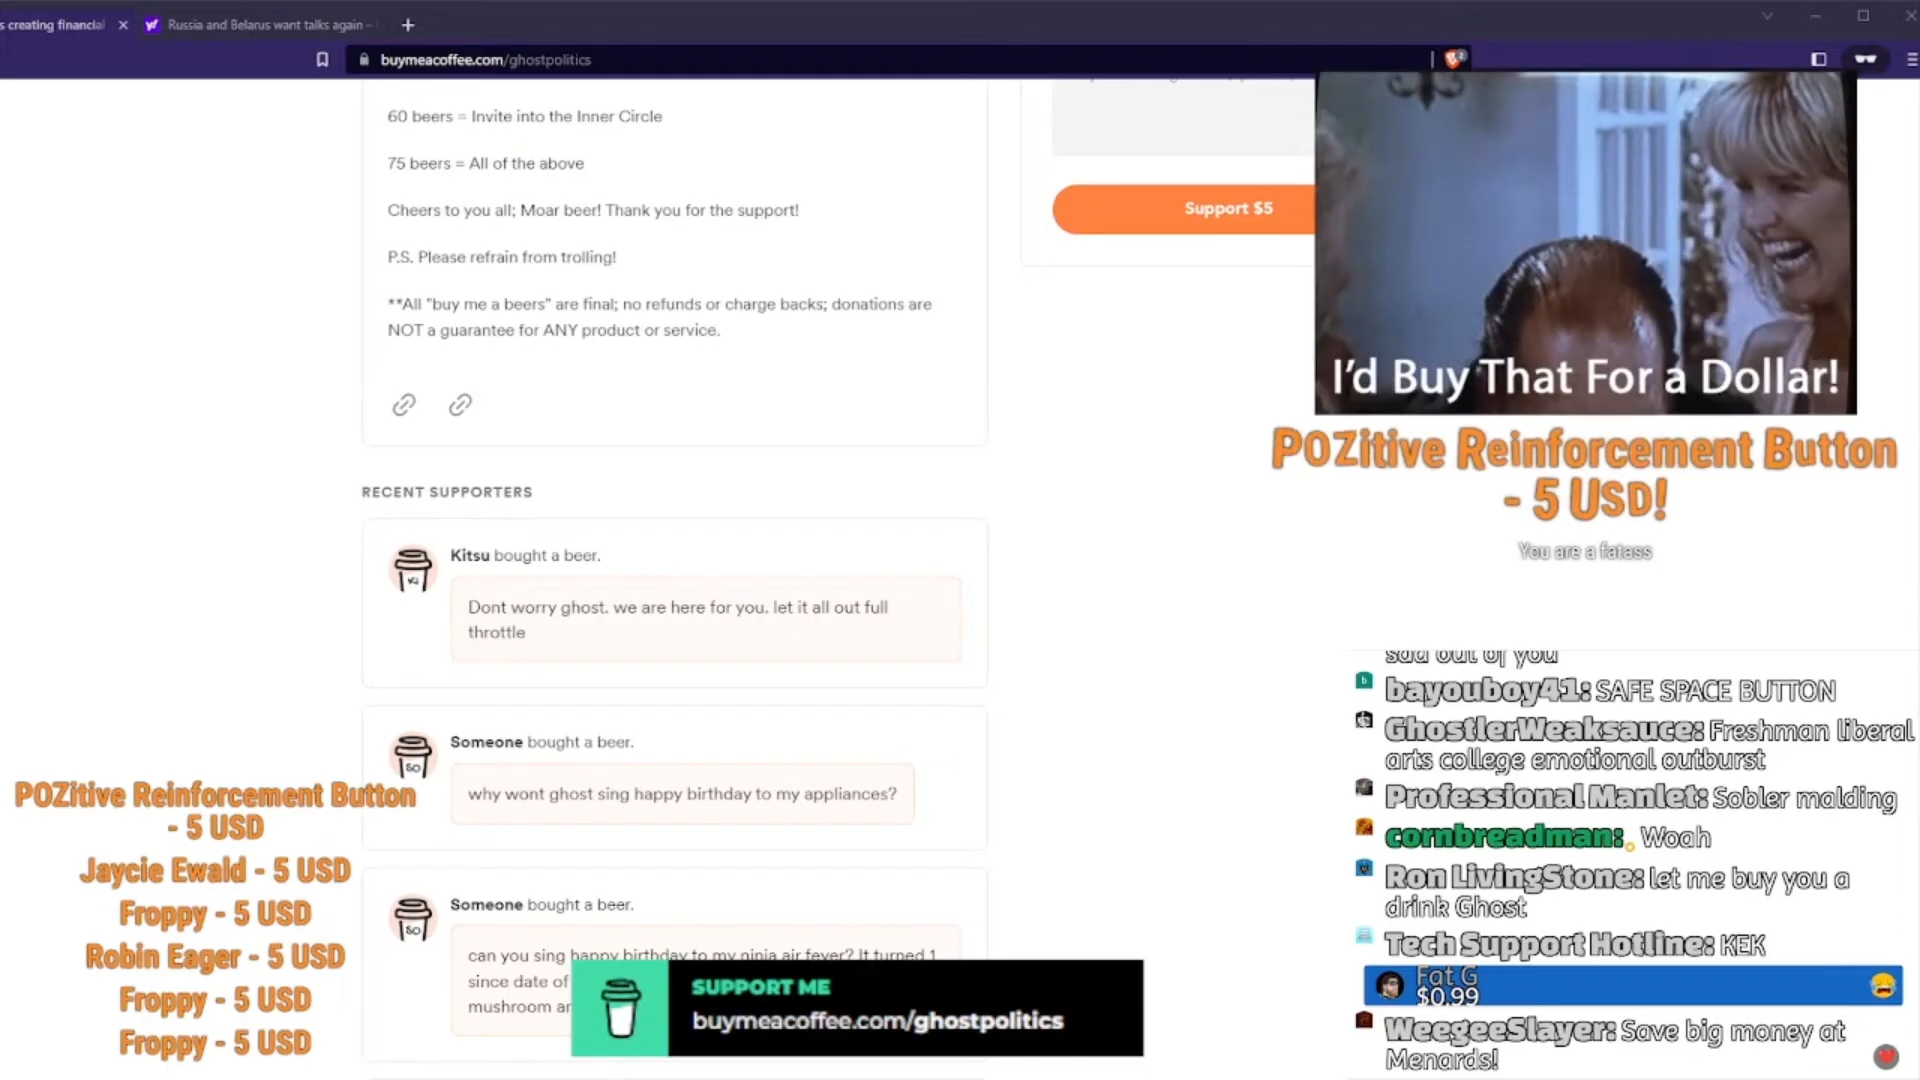 s creating financial
Russia and Belarus want talks again -
buymeacoffee.com/ghostpolitics
60 beers = Invite into the Inner Circle
75 beers = All of the above
Cheers to you all; Moar beer! Thank you for the support!
P.S. Please refrain from trolling!
**All "buy me a beers" are final; no refunds or charge backs; donations are
NOT a guarantee for ANY product or service.
Support $5
I'd Buy That For a Dollar!
POZitive Reinforcement Button
- 5 USD!
You are a fatass
RECENT SUPPORTERS
Kitsu bought a beer.
Dont worry ghost. we are here for you. let it all out full
throttle
Someone bought a beer.
why wont ghost sing happy birthday to my appliances?
Someone bought a beer.
can you sing happy birthday to my ninja air fever? It turned 1
since date of
mushroom
SUPPORT ME
buymeacoffee.com/ghostpolitics
POZitive Reinforcement Button
- 5 USD
Jaycie Ewald - 5 USD
Froppy - 5 USD
Robin Eager - 5 USD
Froppy - 5 USD
Froppy - 5 USD
sad out of you
bayouboy41: SAFE SPACE BUTTON
GhostlerWeaksauce: Freshman liberal
arts college emotional outburst
Professional Manlet: Sobler malding
cornbreadman: Woah
Ron LivingStone: let me buy you a
drink Ghost
Tech Support Hotline: KEK
Fat G
$0.99
WeegeeSlayer: Save big money at
Menards!